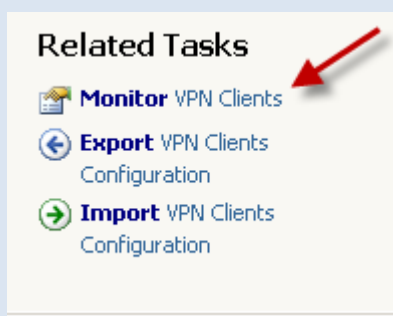 Related Tasks
Monitor VPN Clients
Export VPN Clients
Configuration
Import VPN Clients
Configuration